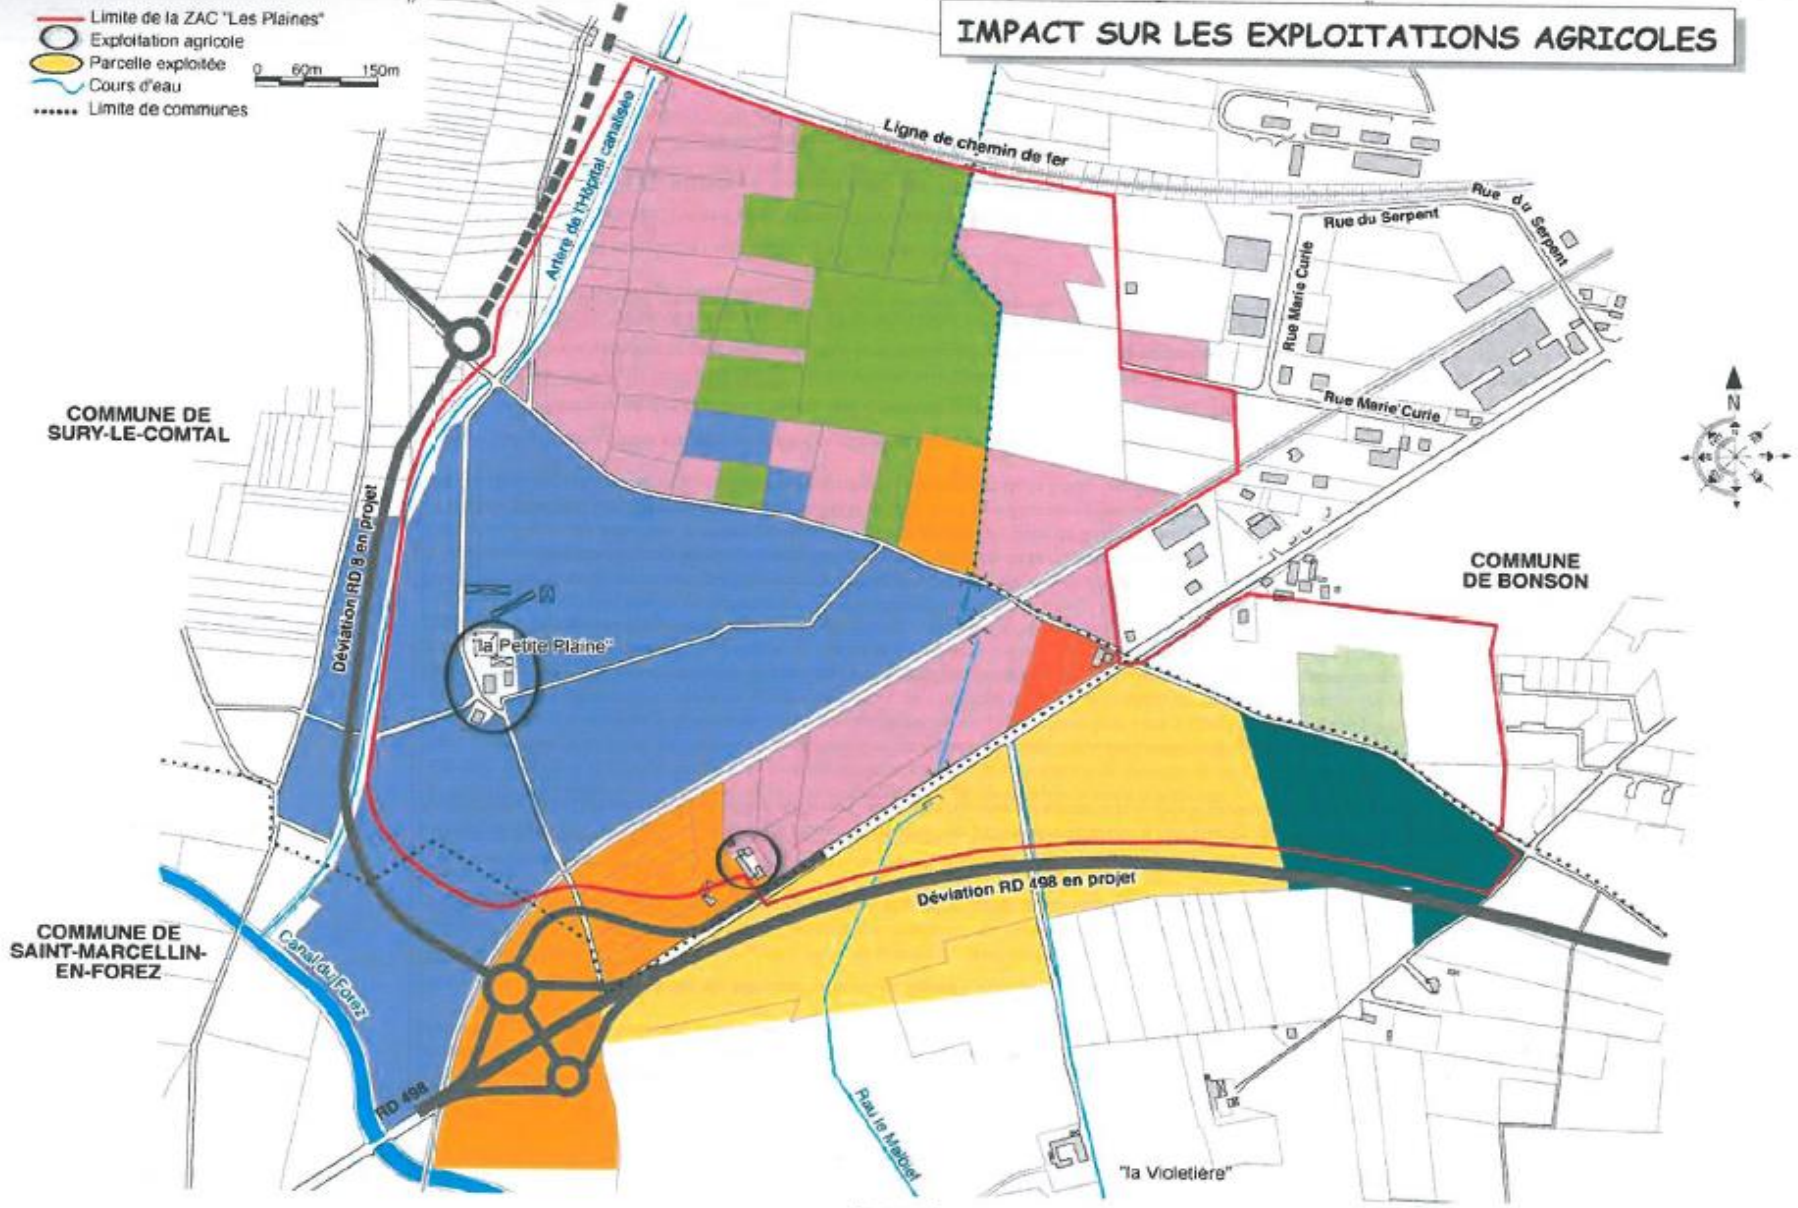 IMPACT SUR LES EXPLOITATIONS AGRICOLES
Limite de la ZAC "Les Plaines"
Exploitation agricole
Parcelle exploitée
Cours d'eau
Limite de communes
0 60m 150m
Ligne de chemin de fer
Artère de l'Hôpital canalisée
Rue du Serpent
Rue du Serpent
Rue Marie Curie
Rue Marie Curie
N
COMMUNE DE
SURY-LE-COMTAL
Déviation RD 8 en projet
COMMUNE
DE BONSON
"la Petite Plaine"
Déviation RD 498 en projet
COMMUNE DE
SAINT-MARCELLIN-
EN-FOREZ
Canal du Forez
RD 498
Rau le Malbief
"la Violetière"